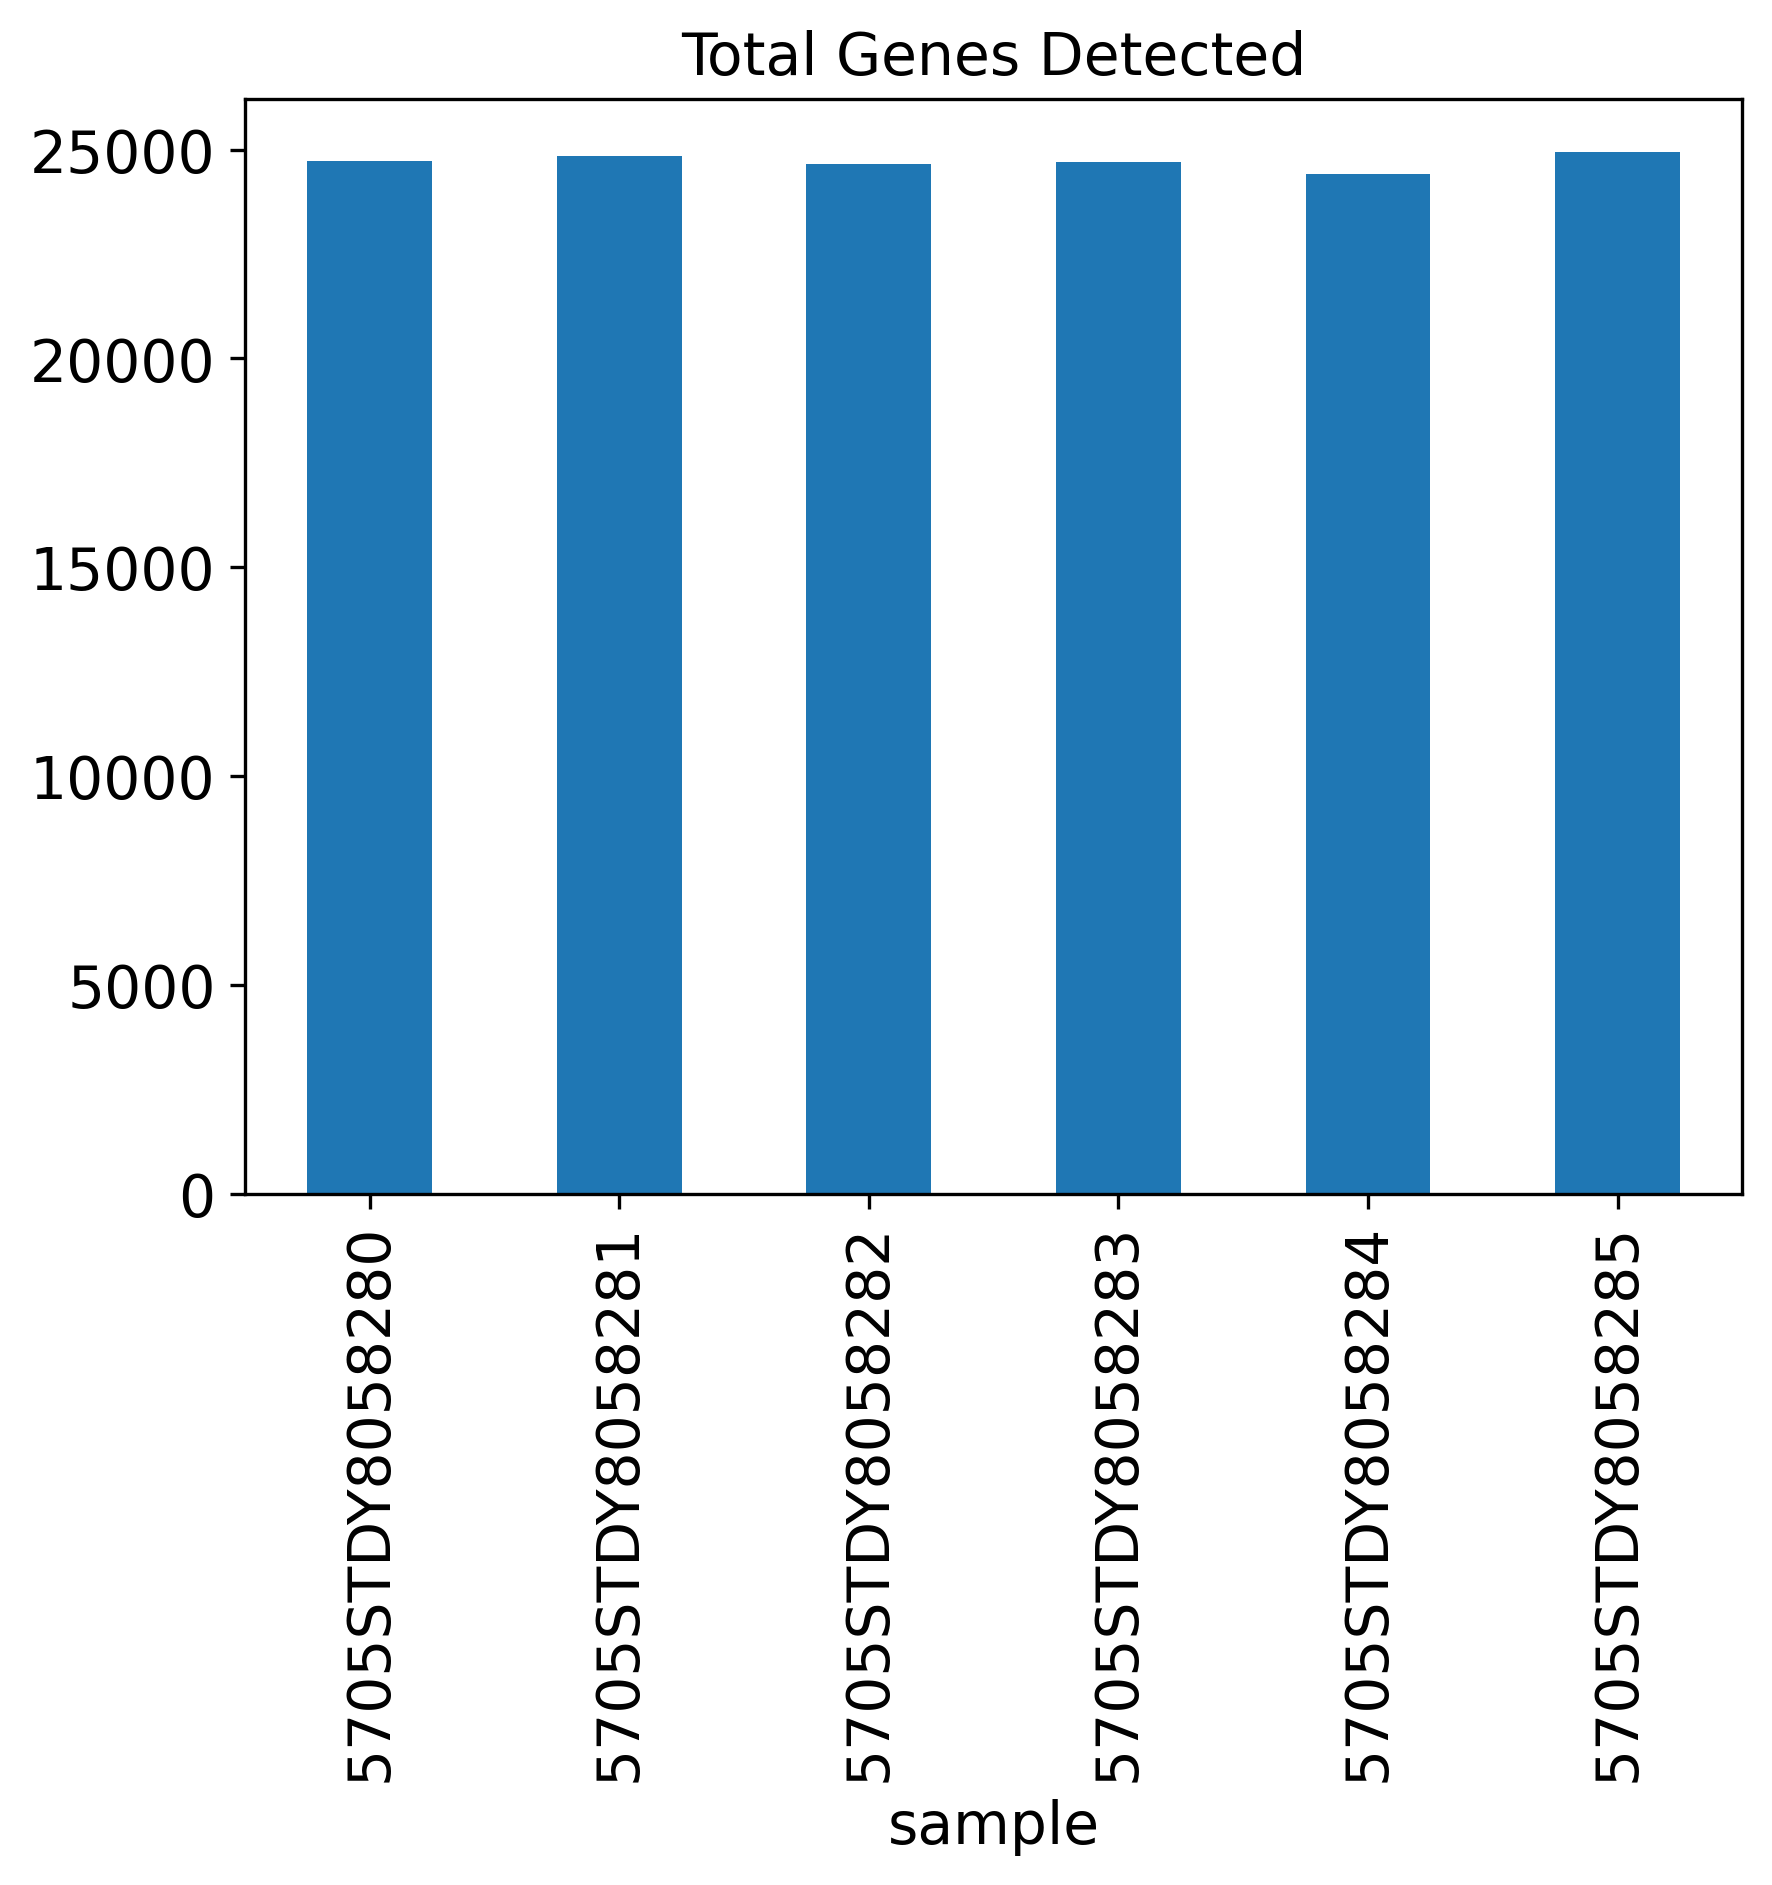 Total Genes Detected
25000
20000
15000
10000
5000
0
5705STDY8058280
5705STDY8058281
5705STDY8058282
5705STDY8058283
5705STDY8058284
5705STDY8058285
sample